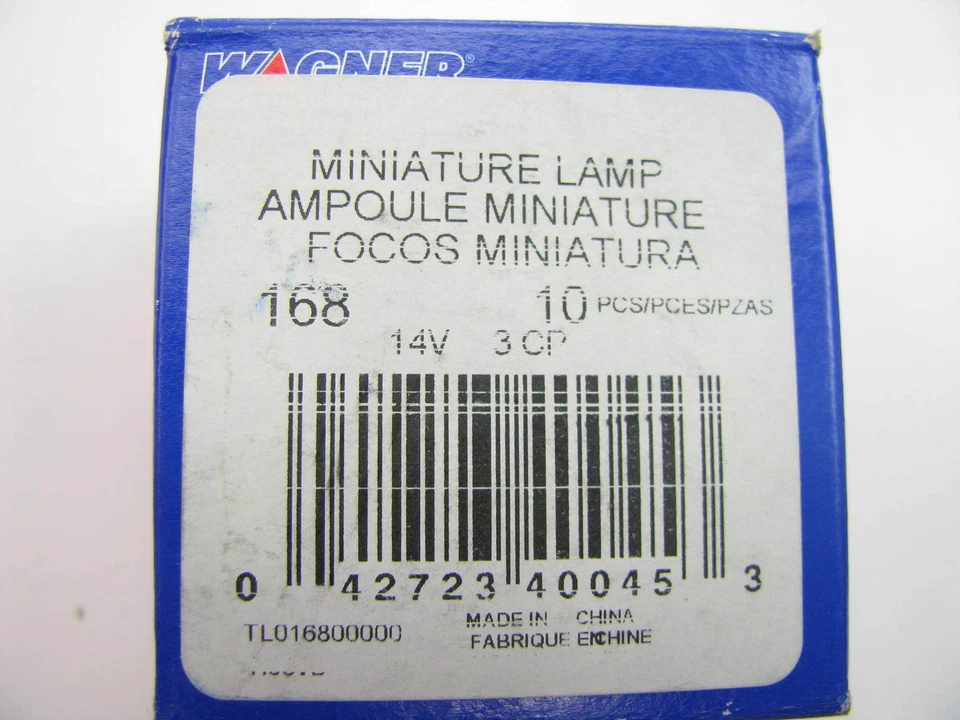 WAGNER®
MINIATURE LAMP
AMPOULE MINIATURE
FOCOS MINIATURA
168 10 PCS/PCES/PZAS
14V 3 CP
0 42723 40045 3
TL016800000
MADE IN CHINA
FABRIQUE EN CHINE